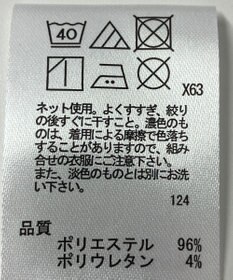 40
X63
ネット使用。よくすすぎ、絞り
の後すぐに干すこと。濃色のも
のは、着用による摩擦で色落ち
することがありますので、組み
合せの衣服にご注意下さい。
また、淡色のものとは別にお洗
い下さい。
124
品質
ポリエステル 96%
ポリウレタン 4%